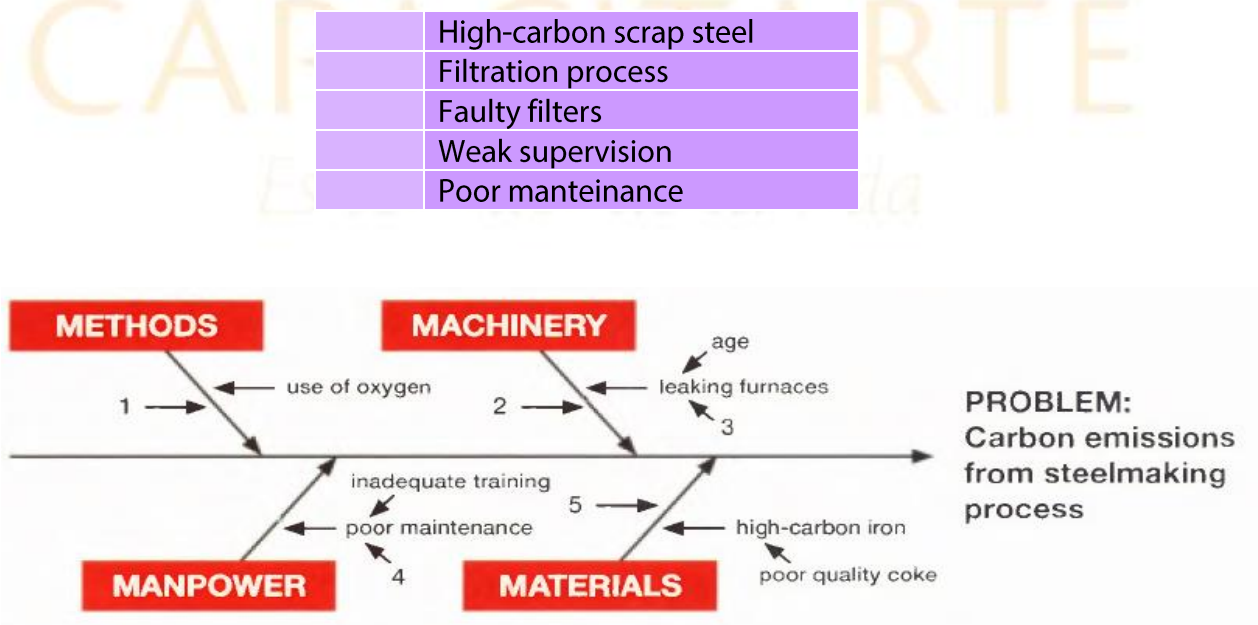 CAPACITARTE
High-carbon scrap steel
Filtration process
Faulty filters
Weak supervision
Poor manteinance
METHODS
MACHINERY
age
use of oxygen
leaking furnaces
1
2
3
PROBLEM:
Carbon emissions
from steelmaking
process
inadequate training
5
poor maintenance
high-carbon iron
4
poor quality coke
MANPOWER
MATERIALS